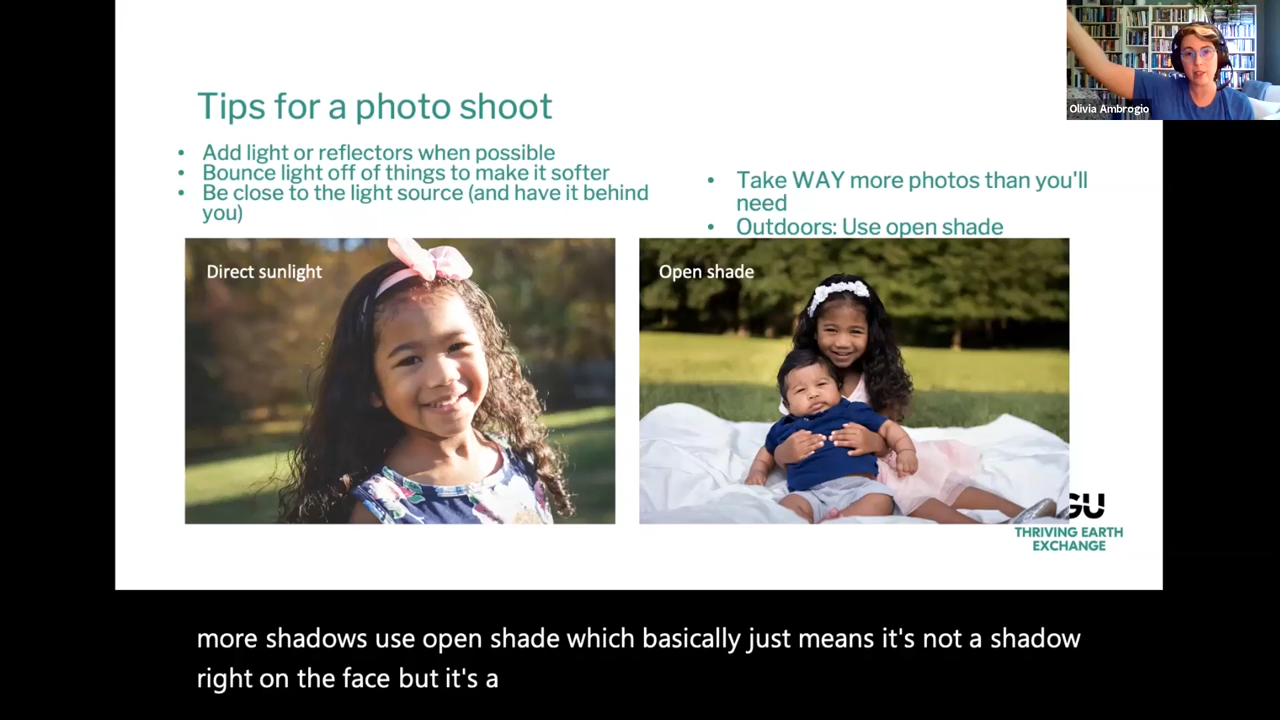 Olivia Ambrogio
Tips for a photo shoot
• Add light or reflectors when possible
• Bounce light off of things to make it softer
• Be close to the light source (and have it behind
you)
• Take WAY more photos than you'll
need
• Outdoors: Use open shade
Direct sunlight
Open shade
GU
THRIVING EARTH
EXCHANGE
more shadows use open shade which basically just means it's not a shadow
right on the face but it's a